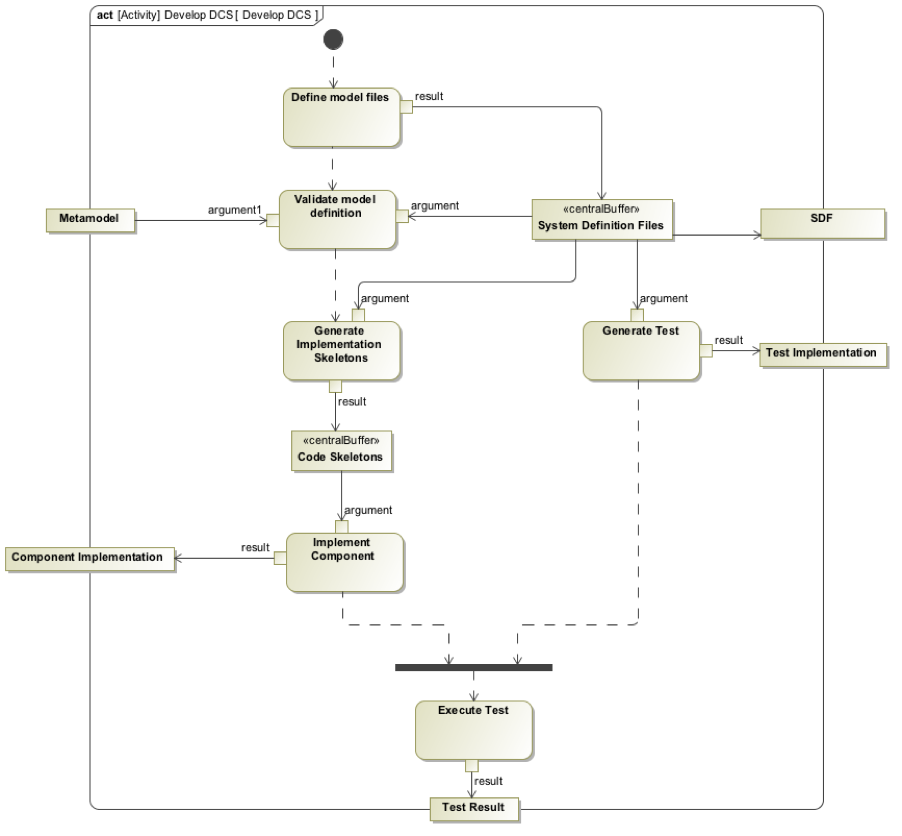 act [Activity] Develop DCS [ Develop DCS ]
Define model files
result
Metamodel
argument1
Validate model
definition
argument
«centralBuffer»
System Definition Files
SDF
argument
Generate
Implementation
Skeletons
argument
Generate Test
result
Test Implementation
result
«centralBuffer»
Code Skeletons
argument
Component Implementation
result
Implement
Component
Execute Test
result
Test Result